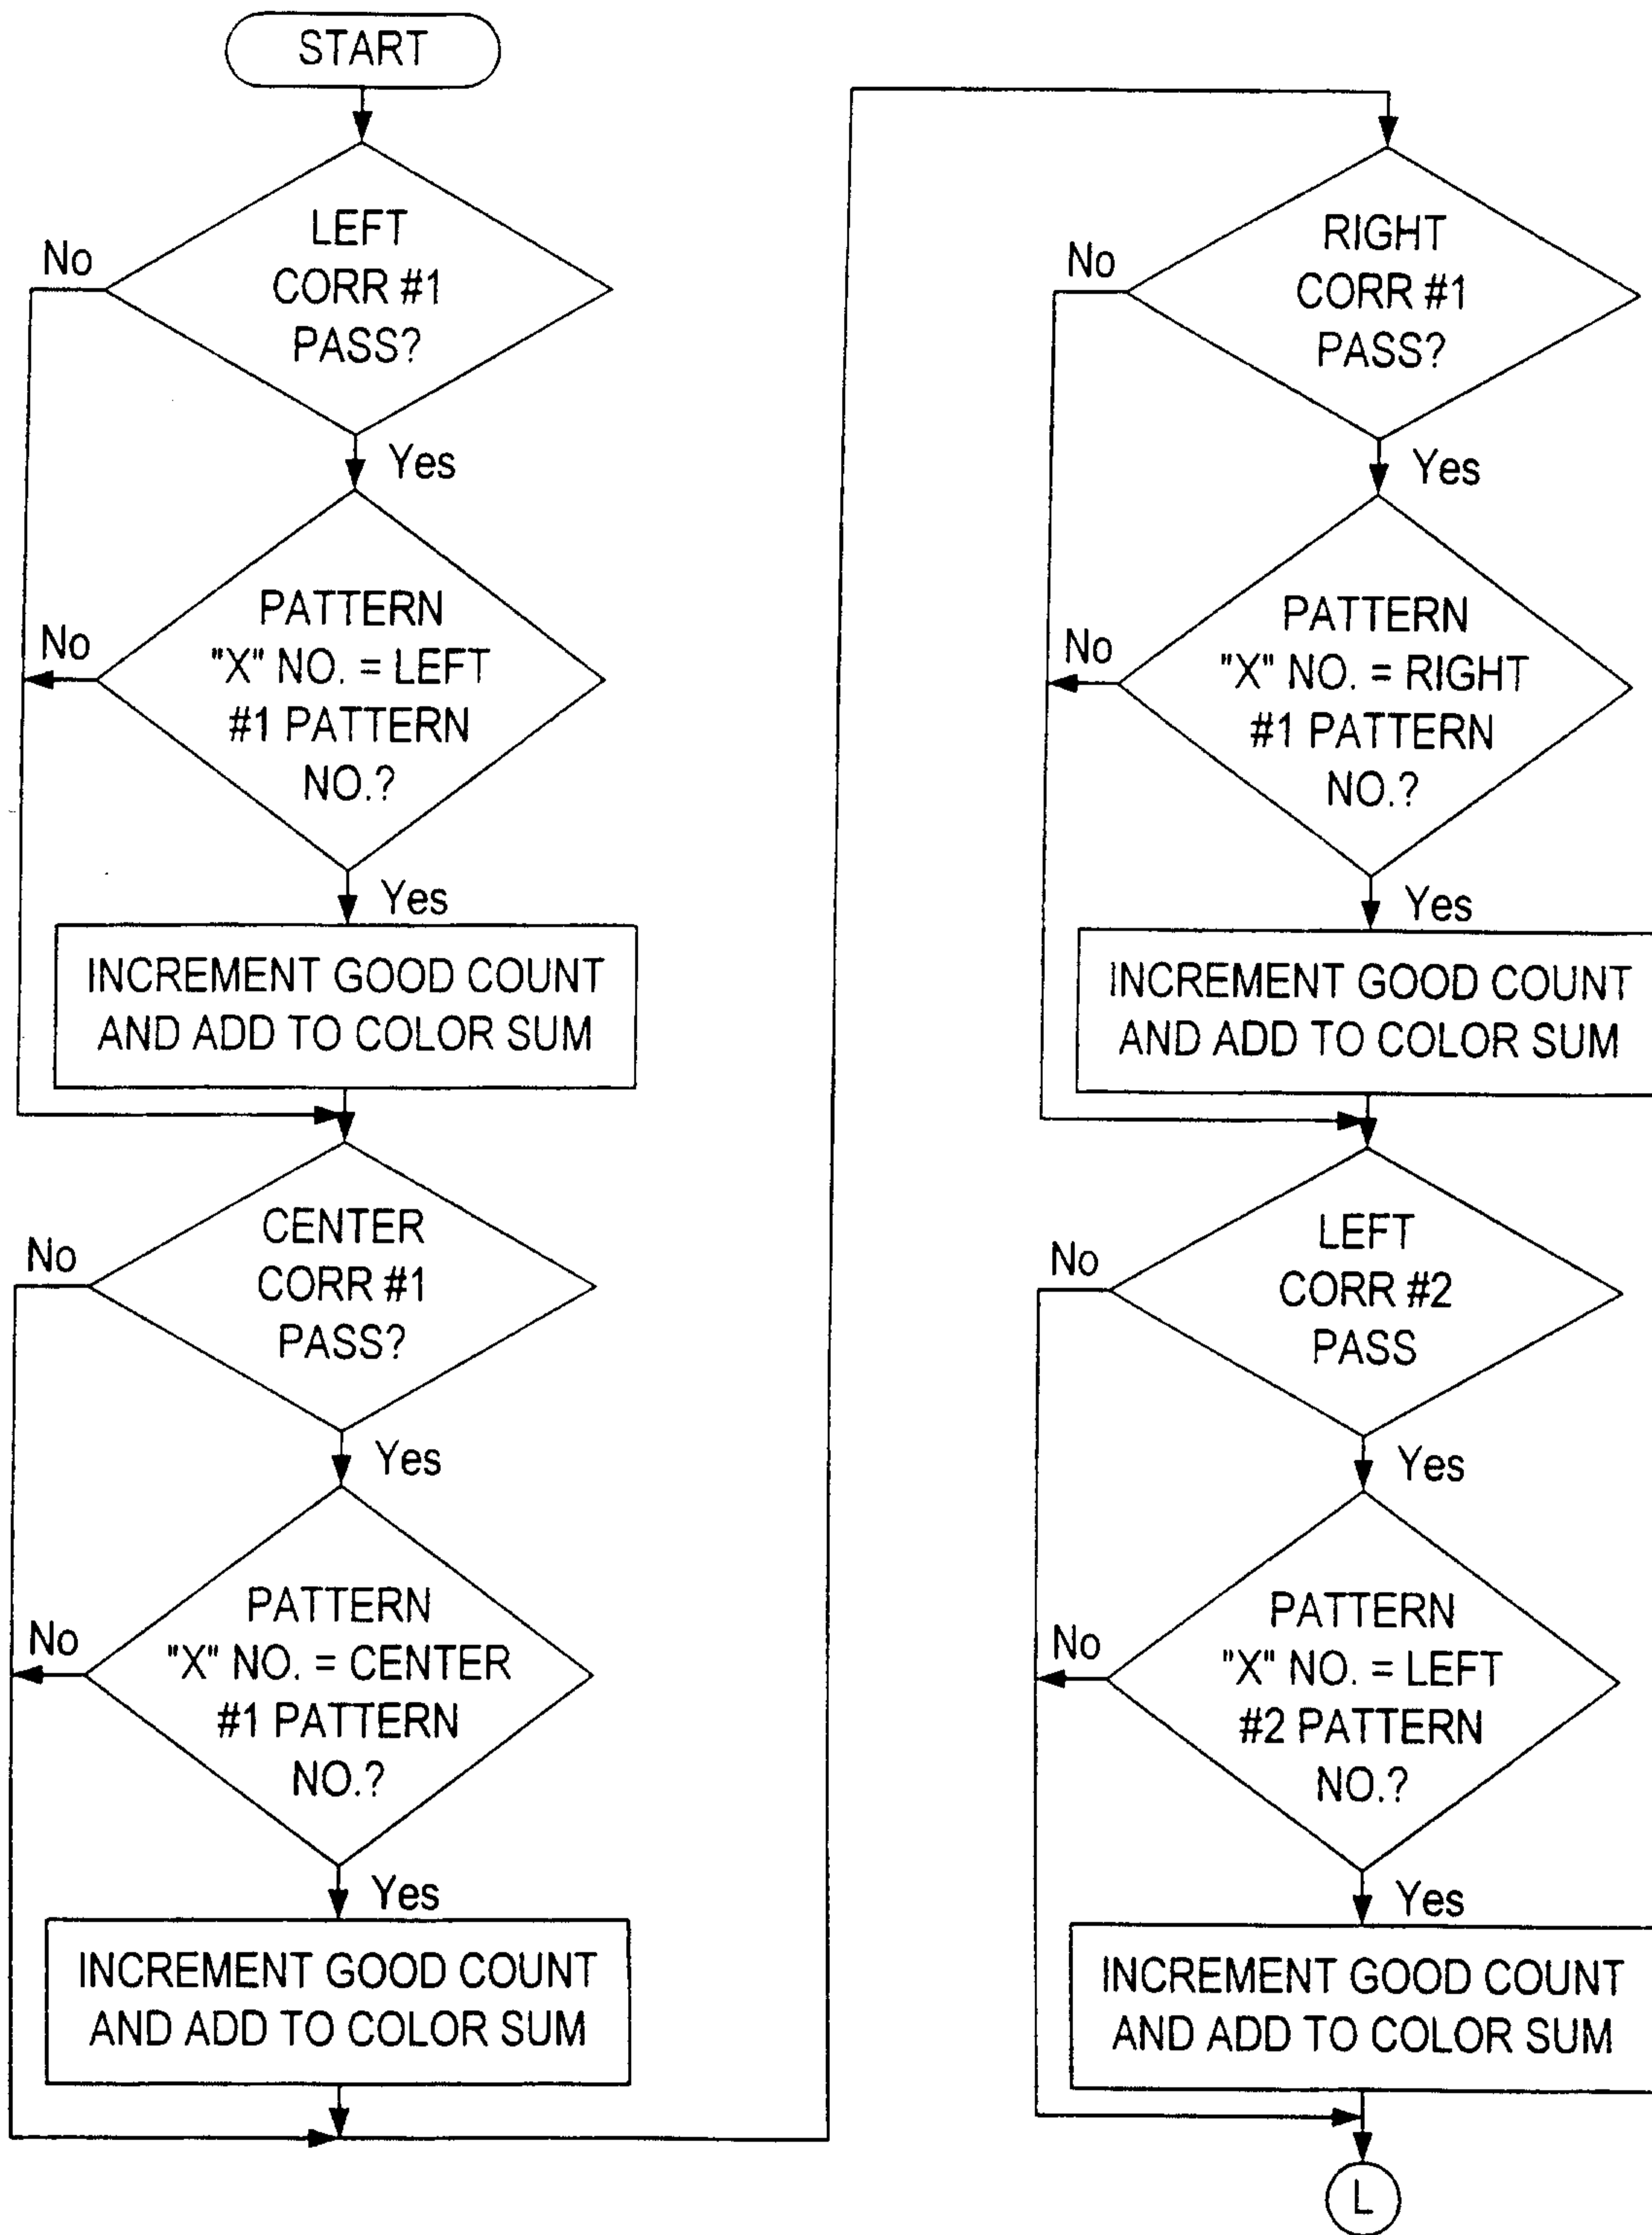 START
LEFT
CORR #1
PASS?
No
Yes
PATTERN
"X" NO. = LEFT
#1 PATTERN
NO.?
No
Yes
INCREMENT GOOD COUNT
AND ADD TO COLOR SUM
CENTER
CORR #1
PASS?
No
Yes
PATTERN
"X" NO. = CENTER
#1 PATTERN
NO.?
No
Yes
INCREMENT GOOD COUNT
AND ADD TO COLOR SUM
RIGHT
CORR #1
PASS?
No
Yes
PATTERN
"X" NO. = RIGHT
#1 PATTERN
NO.?
No
Yes
INCREMENT GOOD COUNT
AND ADD TO COLOR SUM
LEFT
CORR #2
PASS
No
Yes
PATTERN
"X" NO. = LEFT
#2 PATTERN
NO.?
No
Yes
INCREMENT GOOD COUNT
AND ADD TO COLOR SUM
L